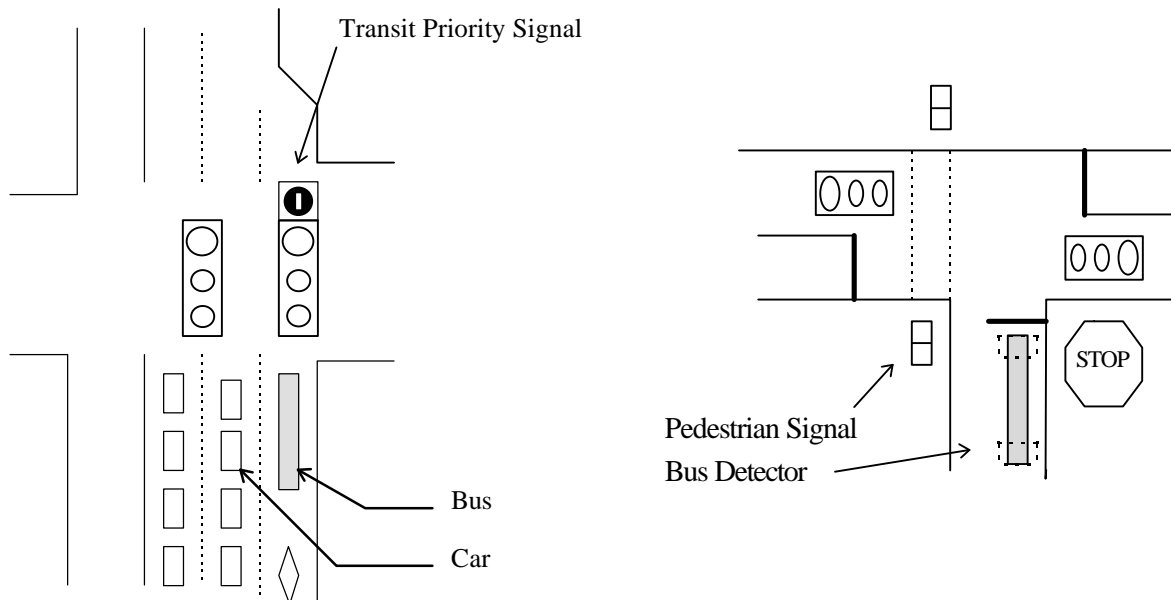 Transit Priority Signal
Bus
Car
STOP
Pedestrian Signal
Bus Detector